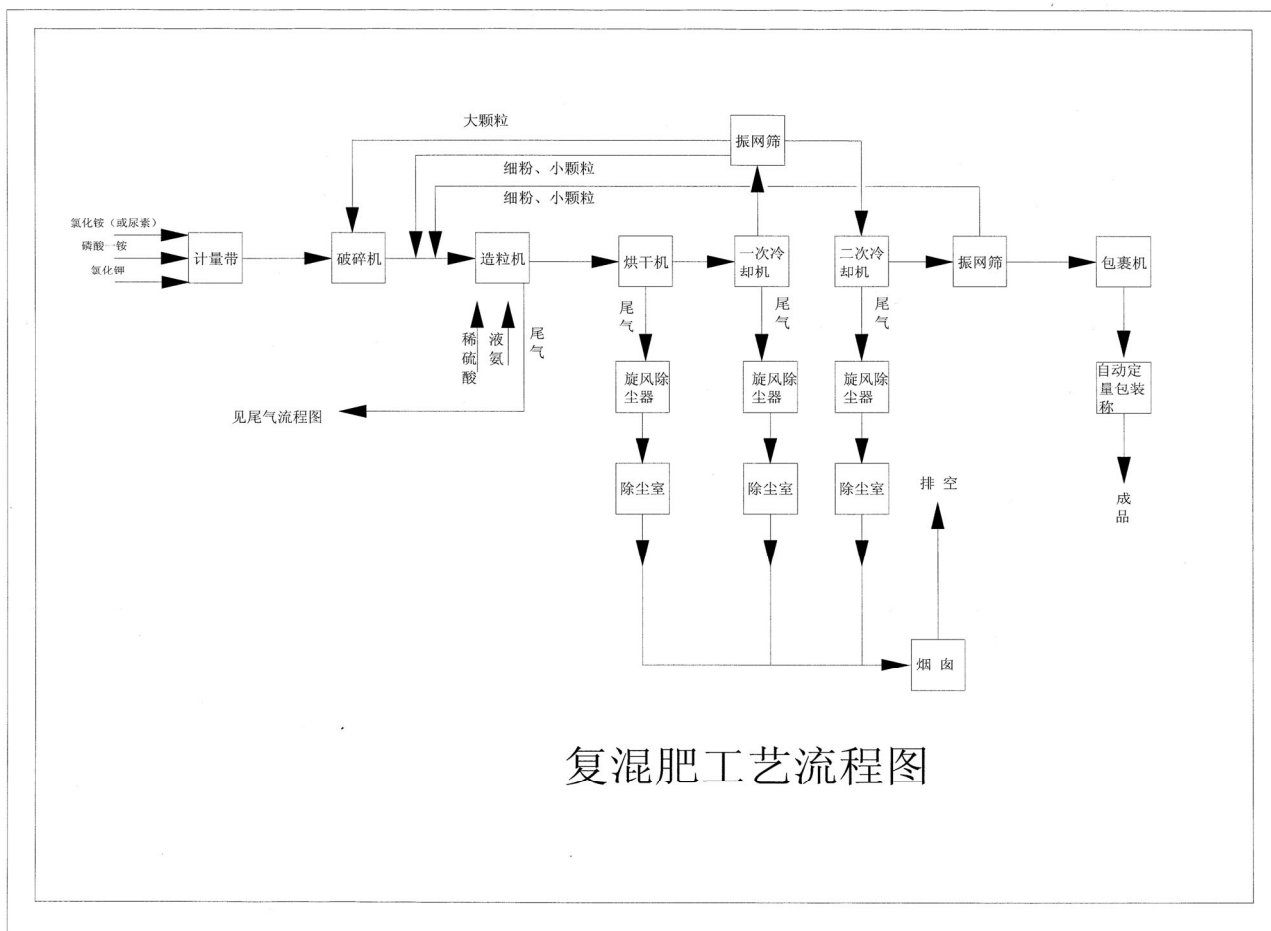 大颗粒
振网筛
细粉、小颗粒
细粉、小颗粒
氯化铵（或尿素）
磷酸一铵
氯化钾
计量带
破碎机
造粒机
烘干机
一次冷
却机
二次冷
却机
振网筛
包裹机
稀硫酸
液氨
尾气
尾气
尾气
尾气
见尾气流程图
旋风除
尘器
旋风除
尘器
旋风除
尘器
自动定
量包装
称
除尘室
除尘室
除尘室
排 空
成品
烟 囱
复混肥工艺流程图